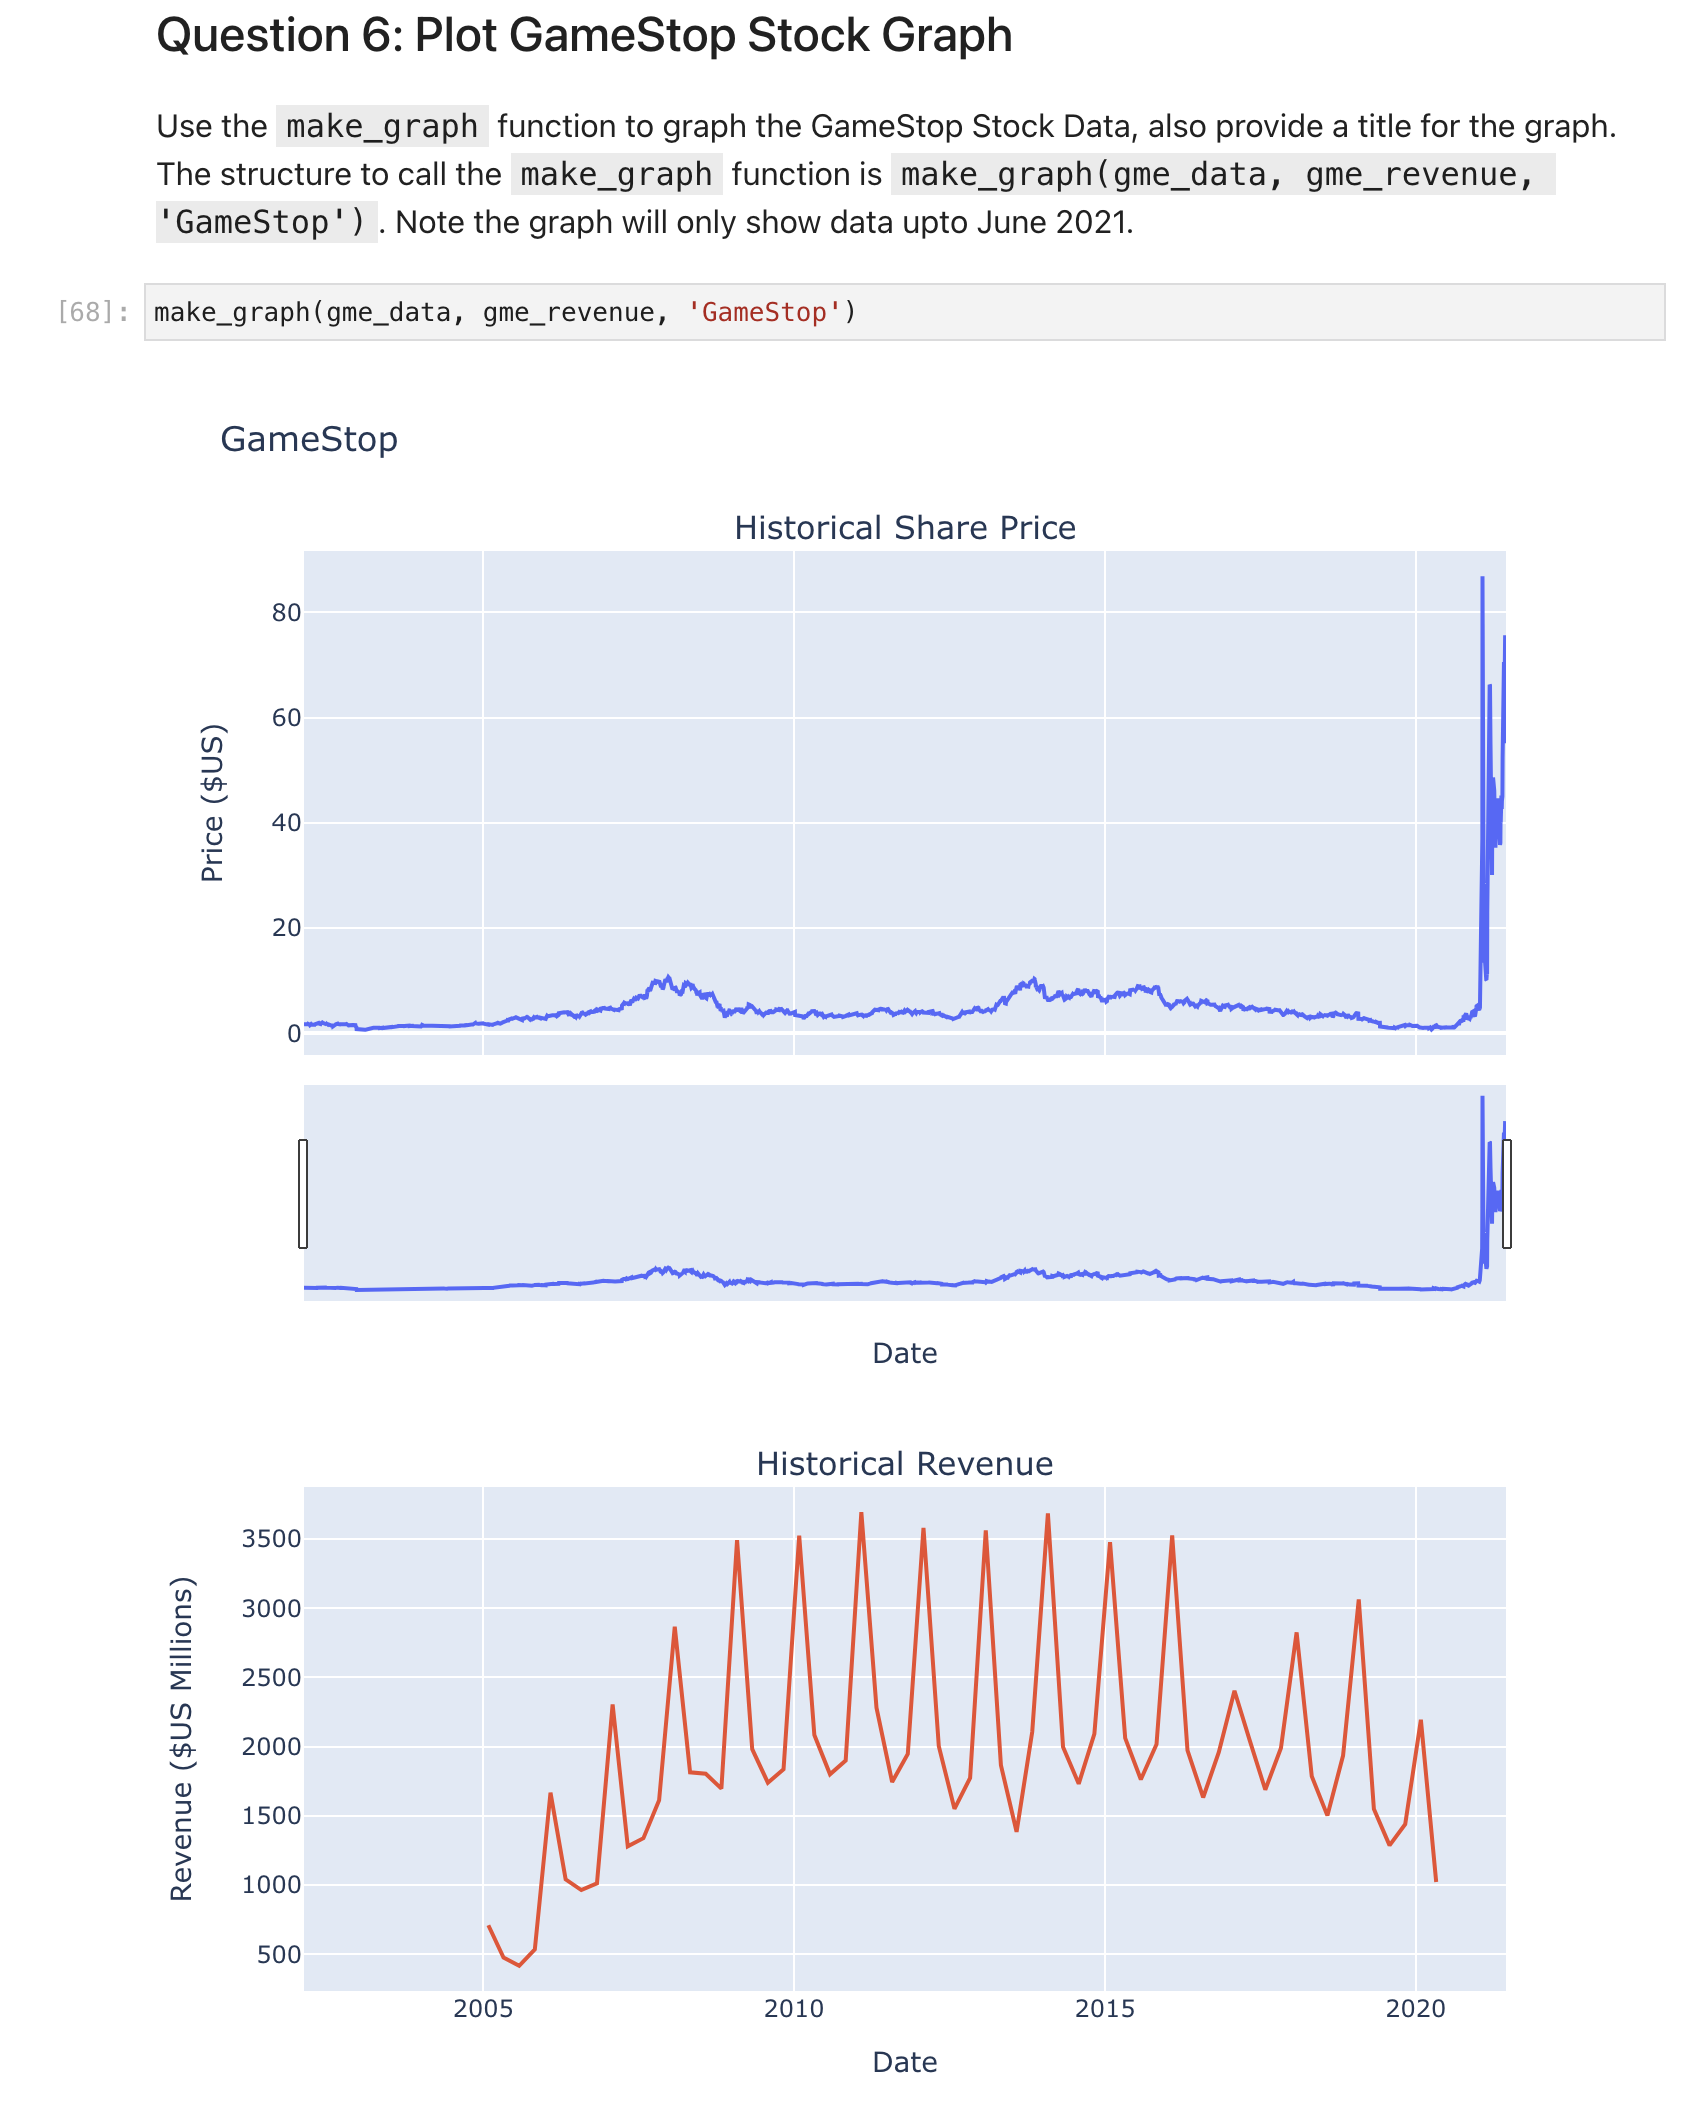 Question 6: Plot GameStop Stock Graph
Use the make_graph function to graph the GameStop Stock Data, also provide a title for the graph.
The structure to call the make_graph function is make_graph(gme_data, gme_revenue,
'GameStop') . Note the graph will only show data upto June 2021.
[68]: make_graph(gme_data, gme_revenue, 'GameStop')
GameStop
Historical Share Price
80
60
40
20
0
Price ($US)
Date
Historical Revenue
3500
3000
2500
2000
1500
1000
500
Revenue ($US Millions)
2005 2010 2015 2020
Date